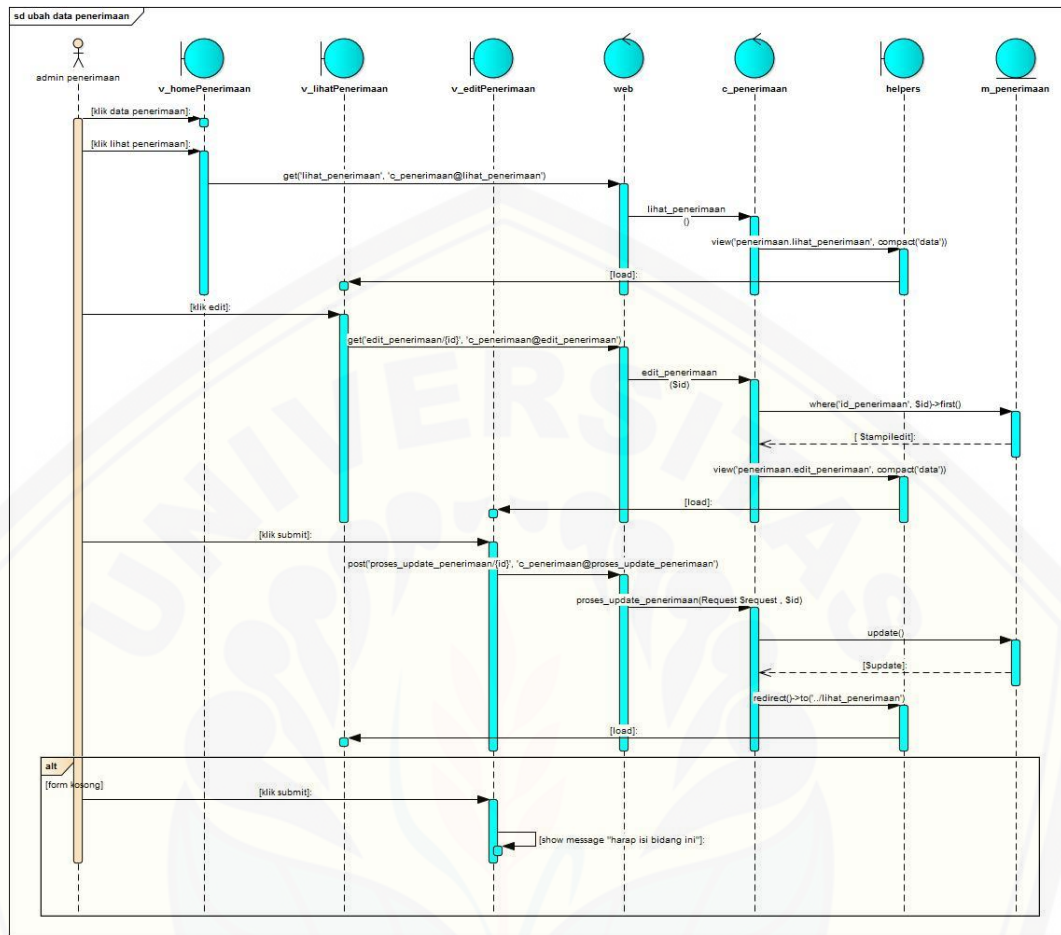 sd ubah data penerimaan
admin penerimaan
v_homePenerimaan
v_lihatPenerimaan
v_editPenerimaan
web
c_penerimaan
helpers
m_penerimaan
[klik data penerimaan]:
[klik lihat penerimaan]:
get('lihat_penerimaan', 'c_penerimaan@lihat_penerimaan')
lihat_penerimaan
()
view('penerimaan.lihat_penerimaan', compact('data'))
[load]:
[klik edit]:
get('edit_penerimaan/{id}', 'c_penerimaan@edit_penerimaan')
edit_penerimaan
($id)
where('id_penerimaan', $id)->first()
[ $tampiledit]:
view('penerimaan.edit_penerimaan', compact('data'))
[load]:
[klik submit]:
post('proses_update_penerimaan/{id}', 'c_penerimaan@proses_update_penerimaan')
proses_update_penerimaan(Request $request , $id)
update()
[$update]:
redirect()->to('../lihat_penerimaan')
[load]:
alt
[form kosong]
[klik submit]:
[show message "harap isi bidang ini"]:
UNIVERSITAS